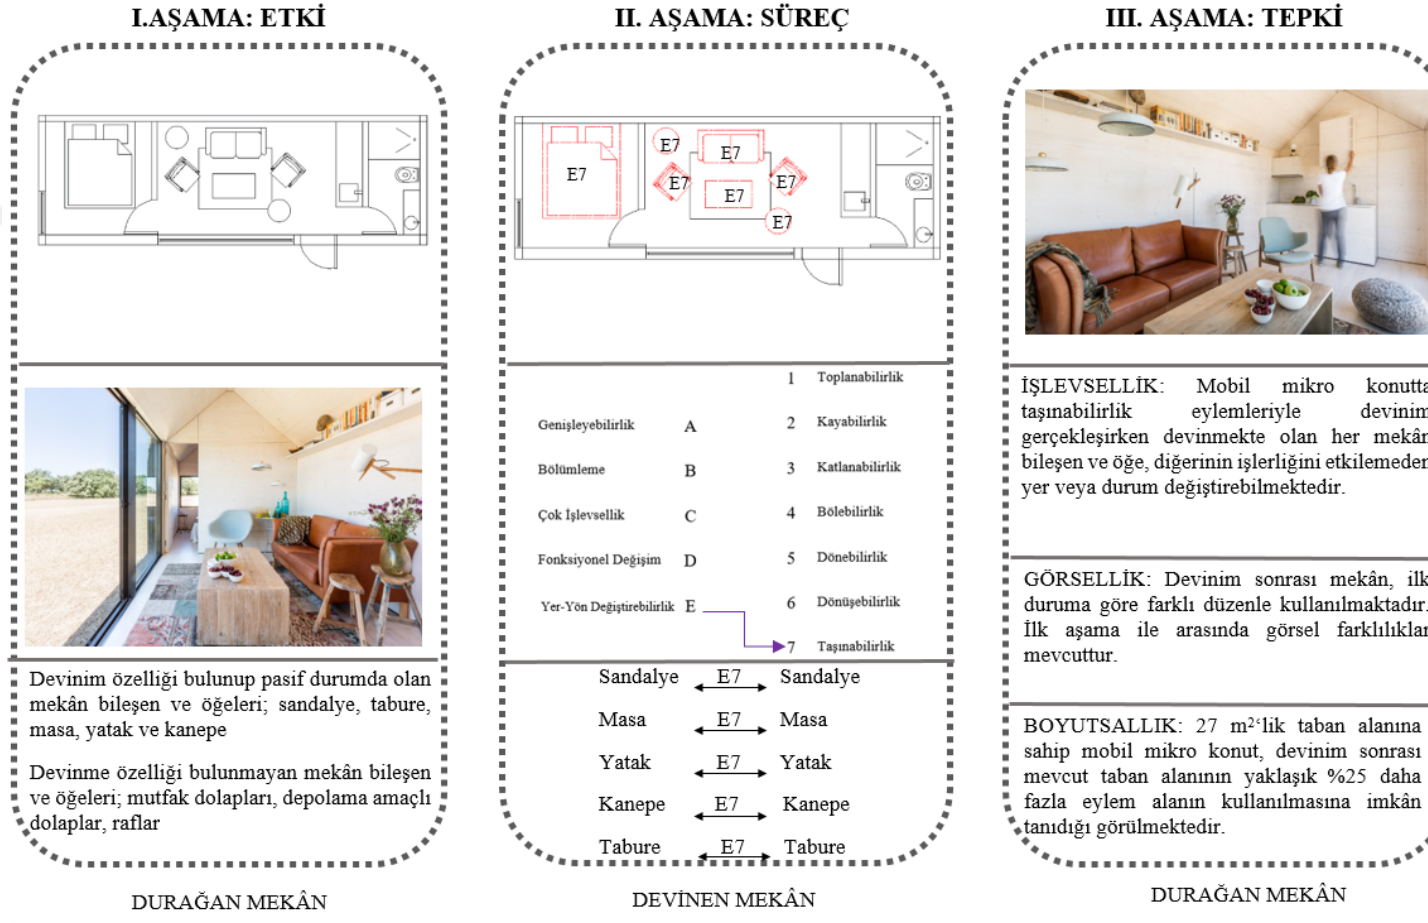 I.AŞAMA: ETKİ
Devinim özelliği bulunup pasif durumda olan
mekân bileşen ve öğeleri; sandalye, tabure,
masa, yatak ve kanepe
Devinme özelliği bulunmayan mekân bileşen
ve öğeleri; mutfak dolapları, depolama amaçlı
dolaplar, raflar
DURAĞAN MEKÂN
II. AŞAMA: SÜREÇ
E7
E7
E7
E7
E7
E7
E7
1 Toplanabilirlik
Genişleyebilirlik A
2 Kayabilirlik
Bölümleme B
3 Katlanabilirlik
Çok İşlevsellik C
4 Bölebilirlik
Fonksiyonel Değişim D
5 Dönebilirlik
Yer-Yön Değiştirebilirlik E
6 Dönüşebilirlik
7 Taşınabilirlik
Sandalye E7 Sandalye
Masa E7 Masa
Yatak E7 Yatak
Kanepe E7 Kanepe
Tabure E7 Tabure
DEVİNEN MEKÂN
III. AŞAMA: TEPKİ
İŞLEVSELLİK: Mobil mikro konutta
taşınabilirlik eylemleriyle devinim
gerçekleşirken devinmekte olan her mekân
bileşen ve öğe, diğerinin işlerliğini etkilemeden
yer veya durum değiştirebilmektedir.
GÖRSELLİK: Devinim sonrası mekân, ilk
duruma göre farklı düzenle kullanılmaktadır.
İlk aşama ile arasında görsel farklılıklar
mevcuttur.
BOYUTSALLIK: 27 m²‘lik taban alanına
sahip mobil mikro konut, devinim sonrası
mevcut taban alanının yaklaşık %25 daha
fazla eylem alanın kullanılmasına imkân
tanıdığı görülmektedir.
DURAĞAN MEKÂN